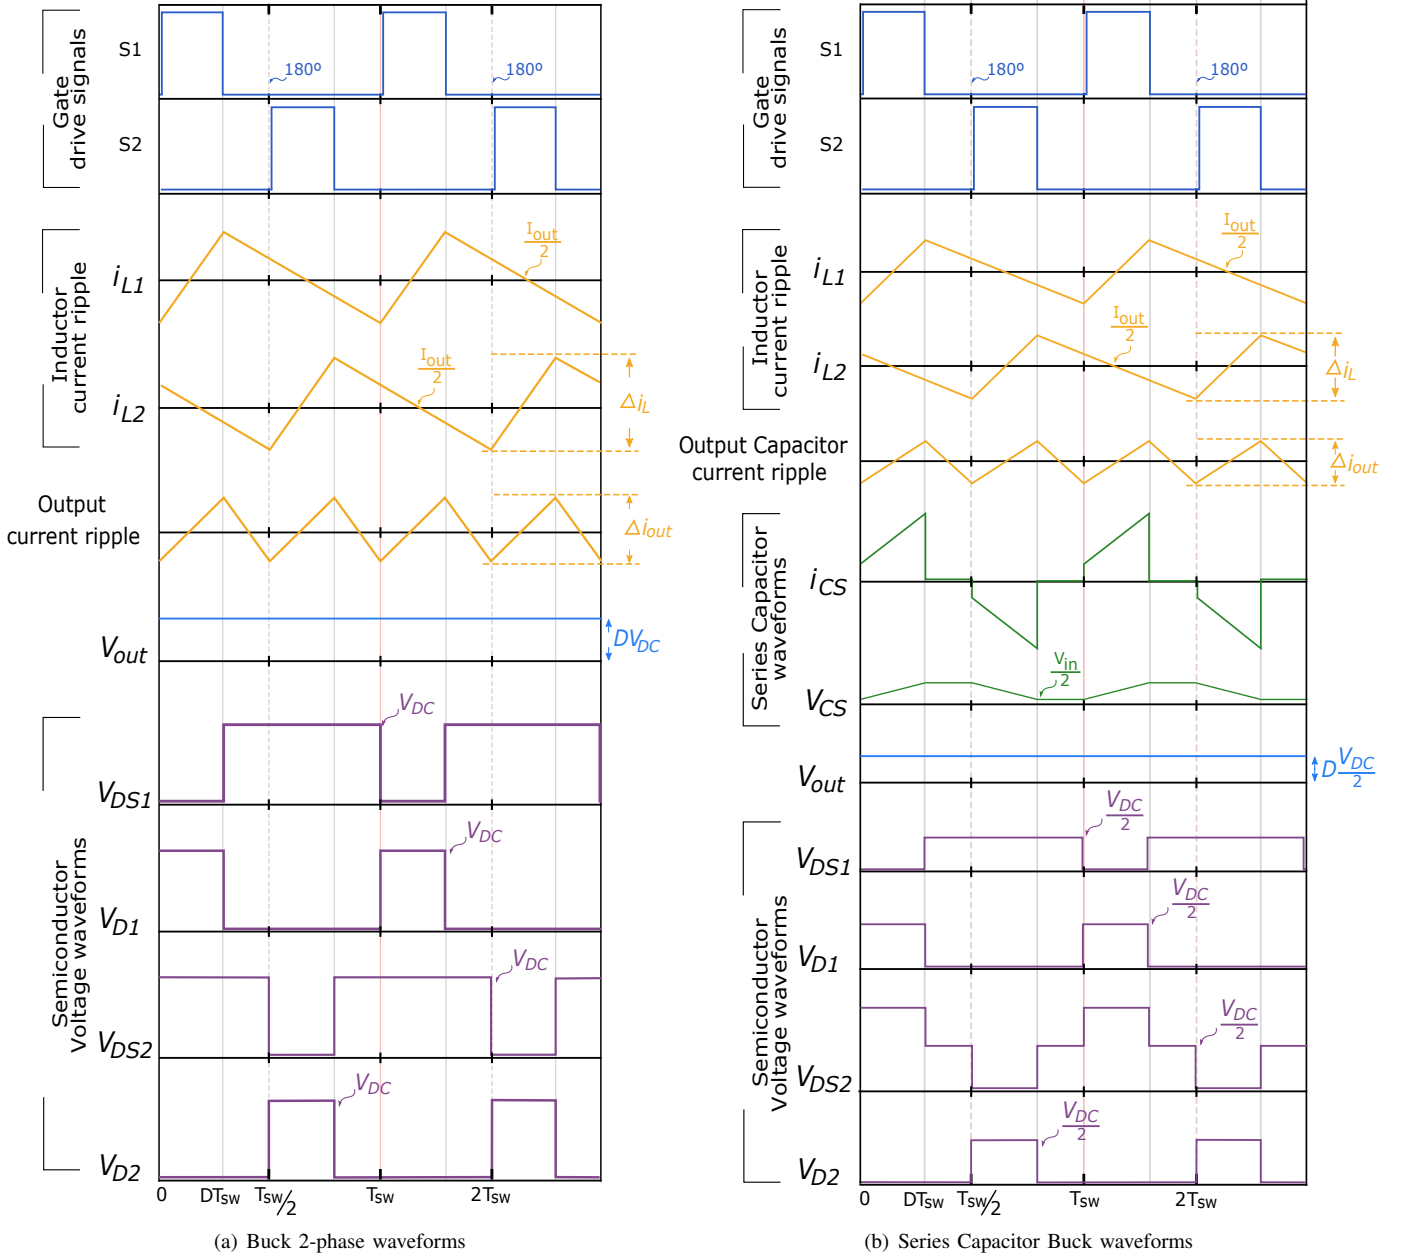 Gate
drive signals
S1
180º
180º
S2
Inductor
current ripple
iL1
Iout/2
iL2
Iout/2
△iL
Output
current ripple
△iout
Vout
DVDC
Semiconductor
Voltage waveforms
VDS1
VDC
VD1
VDC
VDS2
VDC
VD2
VDC
0 DTsw Tsw/2 Tsw 2Tsw
(a) Buck 2-phase waveforms
Gate
drive signals
S1
180º
180º
S2
Inductor
current ripple
iL1
Iout/2
iL2
Iout/2
△iL
Output Capacitor
current ripple
△iout
Series Capacitor
waveforms
iCS
VCS
Vin/2
Vout
D VDC/2
Semiconductor
Voltage waveforms
VDS1
VDC/2
VD1
VDC/2
VDS2
VDC/2
VD2
VDC/2
0 DTsw Tsw/2 Tsw 2Tsw
(b) Series Capacitor Buck waveforms